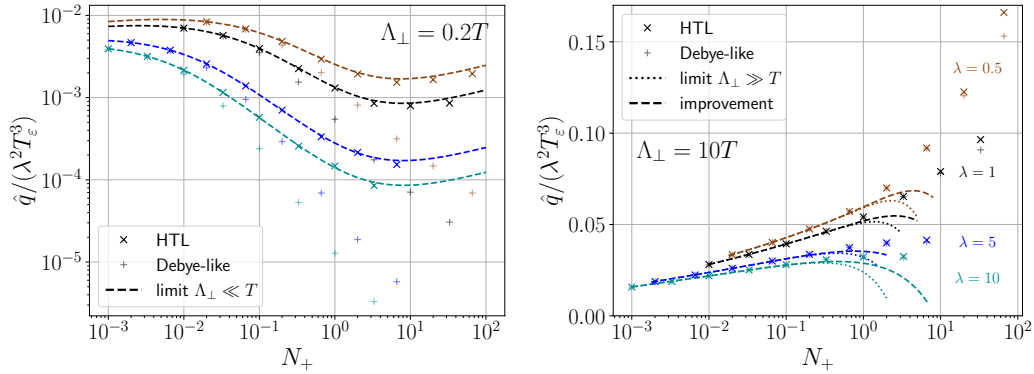 10⁻²
10⁻³
10⁻⁴
10⁻⁵
q̂/(λ²T_ε³)
Λ⊥ = 0.2T
HTL
Debye-like
limit Λ⊥ ≪ T
10⁻³ 10⁻² 10⁻¹ 10⁰ 10¹ 10²
N₊
0.15
0.10
0.05
0.00
q̂/(λ²T_ε³)
HTL
Debye-like
limit Λ⊥ ≫ T
improvement
Λ⊥ = 10T
λ = 0.5
λ = 1
λ = 5
λ = 10
10⁻³ 10⁻² 10⁻¹ 10⁰ 10¹ 10²
N₊